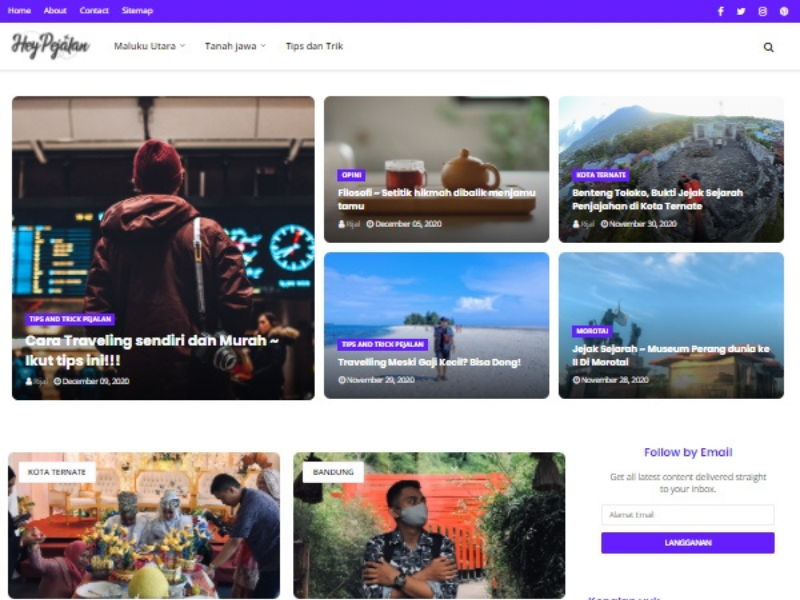 Home About Contact Sitemap
Hey Pejalan
Maluku Utara Tanah jawa Tips dan Trik
TIPS AND TRICK PEJALAN
Cara Traveling sendiri dan Murah ~
Ikut tips ini!!!
Rijal December 09, 2020
OPINI
Filosofi ~ Setitik hikmah dibalik menjamu
tamu
Rijal December 05, 2020
KOTA TERNATE
Benteng Toloko, Bukti Jejak Sejarah
Penjajahan di Kota Ternate
Rijal November 30, 2020
TIPS AND TRICK PEJALAN
Travelling Meski Gaji Kecil? Bisa Dong!
November 29, 2020
MOROTAI
Jejak Sejarah ~ Museum Perang dunia ke
II Di Morotai
November 28, 2020
KOTA TERNATE
BANDUNG
Follow by Email
Get all latest content delivered straight
to your inbox.
Alamat Email
LANGGANAN